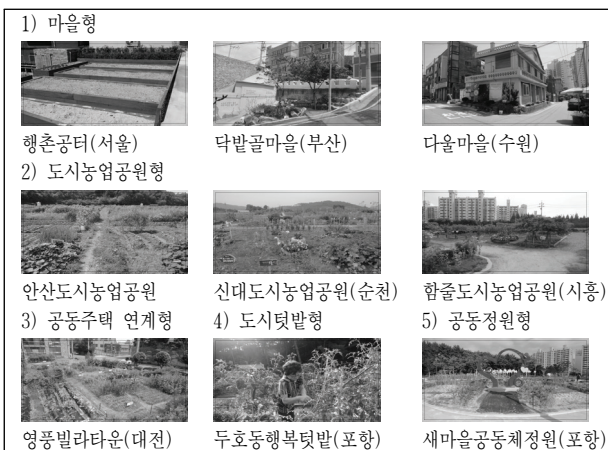 1) 마을형
행촌공터(서울) 닥밭골마을(부산) 다울마을(수원)
2) 도시농업공원형
안산도시농업공원 신대도시농업공원(순천) 함줄도시농업공원(시흥)
3) 공동주택 연계형 4) 도시텃밭형 5) 공동정원형
영풍빌라타운(대전) 두호동행복텃밭(포항) 새마을공동체정원(포항)